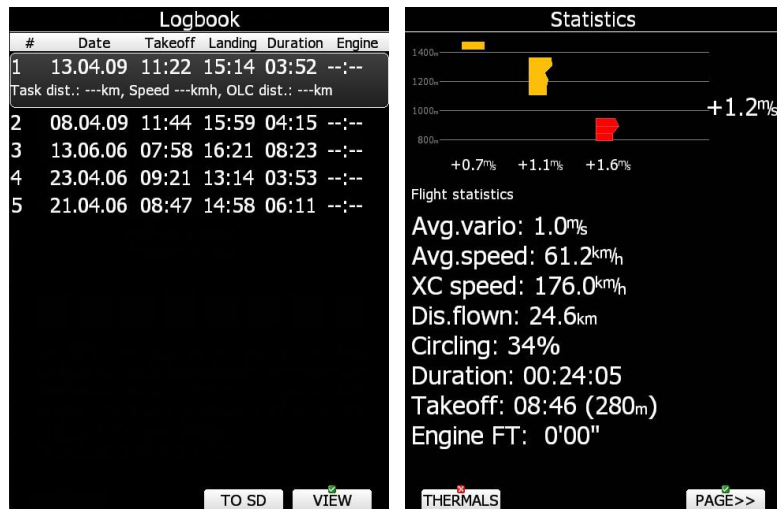 Logbook
# Date Takeoff Landing Duration Engine
1 13.04.09 11:22 15:14 03:52 --:--
Task dist.: ---km, Speed ---kmh, OLC dist.: ---km
2 08.04.09 11:44 15:59 04:15 --:--
3 13.06.06 07:58 16:21 08:23 --:--
4 23.04.06 09:21 13:14 03:53 --:--
5 21.04.06 08:47 14:58 06:11 --:--
TO SD VIEW
Statistics
1400m
1200m
1000m
+1.2m/s
800m
+0.7m/s +1.1m/s +1.6m/s
Flight statistics
Avg.vario: 1.0m/s
Avg.speed: 61.2km/h
XC speed: 176.0km/h
Dis.flown: 24.6km
Circling: 34%
Duration: 00:24:05
Takeoff: 08:46 (280m)
Engine FT: 0'00"
THERMALS PAGE>>